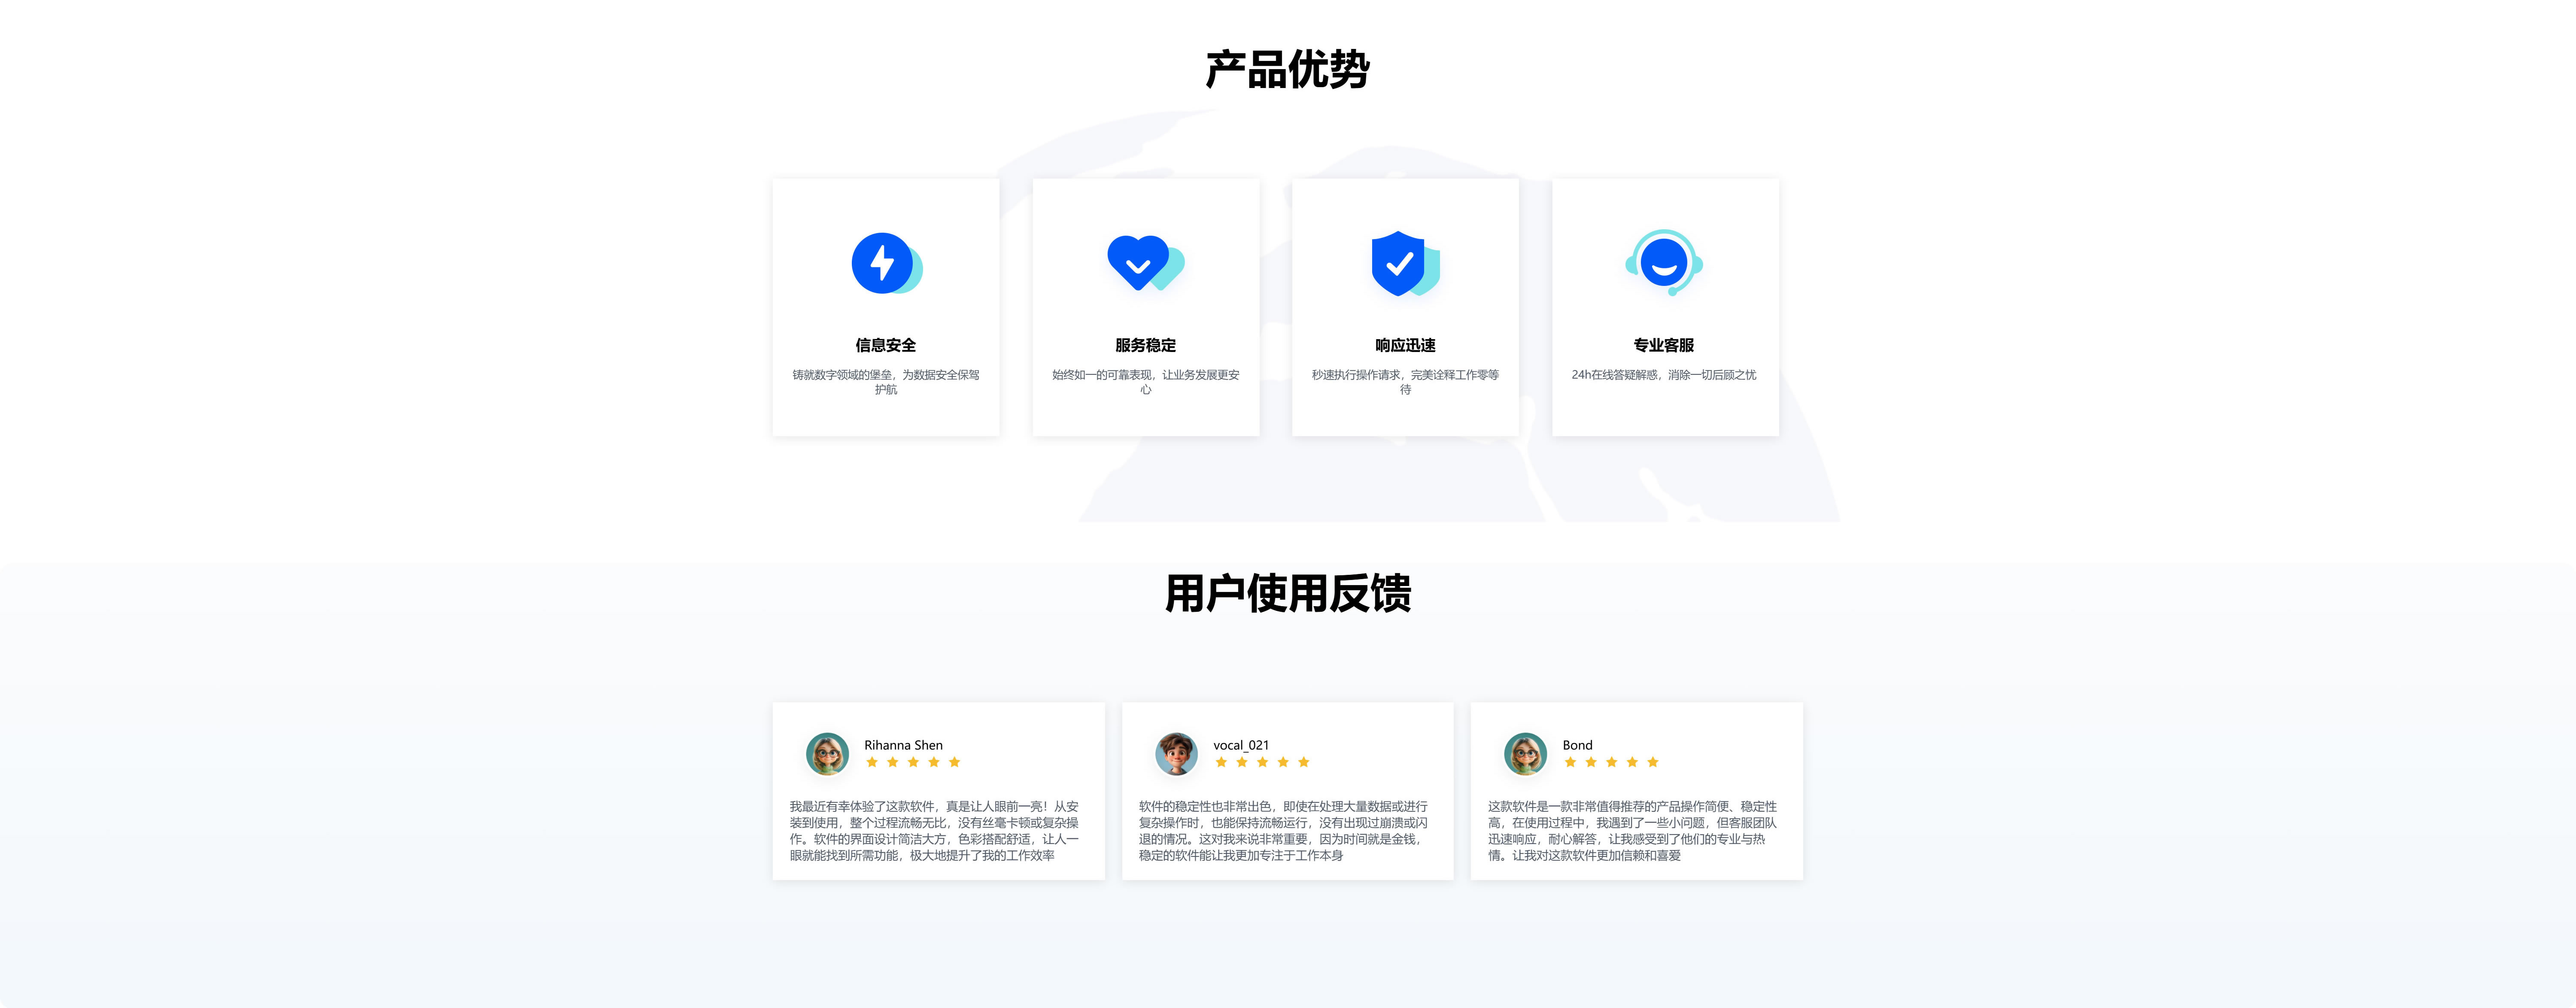 产品优势
信息安全
铸就数字领域的堡垒，为数据安全保驾
护航
服务稳定
始终如一的可靠表现，让业务发展更安
心
响应迅速
秒速执行操作请求，完美诠释工作零等
待
专业客服
24h在线答疑解惑，消除一切后顾之忧
用户使用反馈
Rihanna Shen
我最近有幸体验了这款软件，真是让人眼前一亮！从安
装到使用，整个过程流畅无比，没有丝毫卡顿或复杂操
作。软件的界面设计简洁大方，色彩搭配舒适，让人一
眼就能找到所需功能，极大地提升了我的工作效率
vocal_021
软件的稳定性也非常出色，即使在处理大量数据或进行
复杂操作时，也能保持流畅运行，没有出现过崩溃或闪
退的情况。这对我来说非常重要，因为时间就是金钱，
稳定的软件能让我更加专注于工作本身
Bond
这款软件是一款非常值得推荐的产品操作简便、稳定性
高，在使用过程中，我遇到了一些小问题，但客服团队
迅速响应，耐心解答，让我感受到了他们的专业与热
情。让我对这款软件更加信赖和喜爱